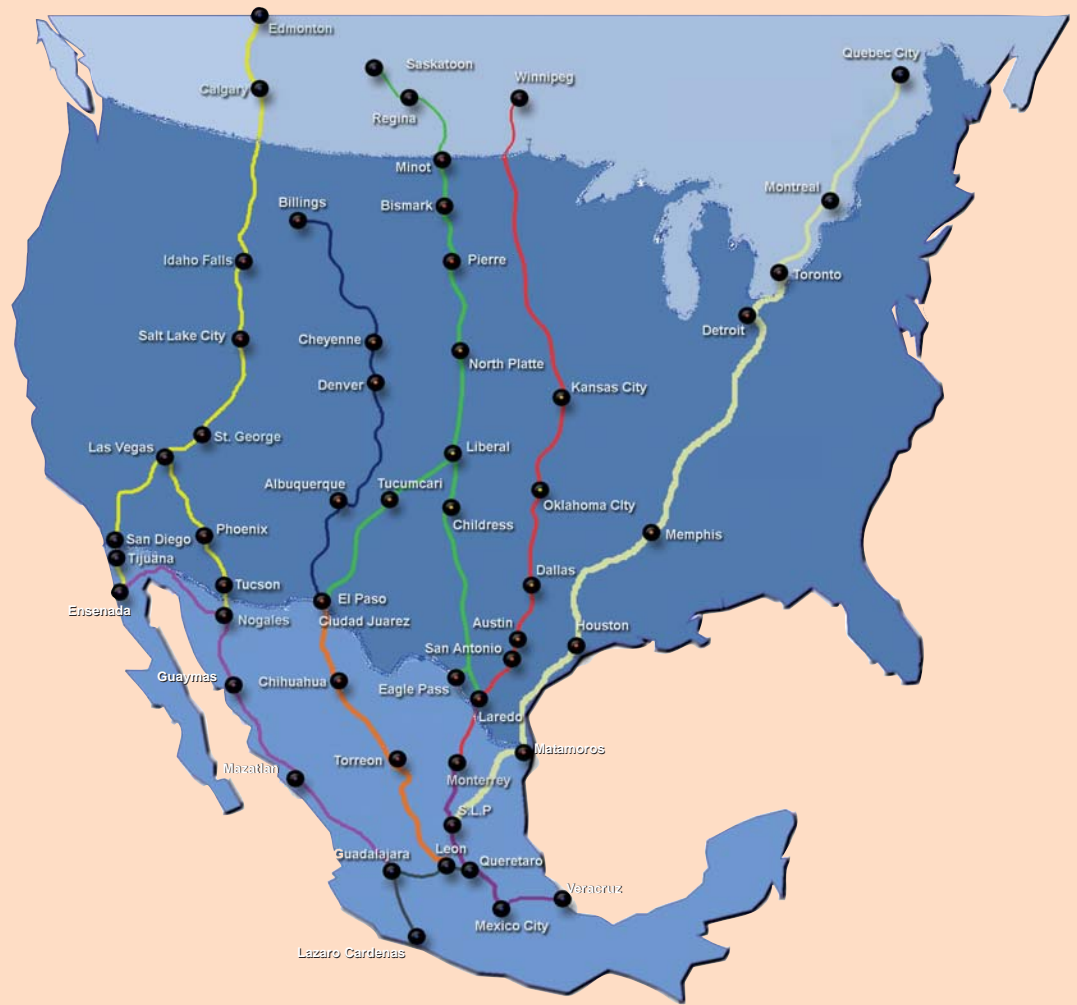 Edmonton
Quebec City
Saskatoon
Winnipeg
Calgary
Regina
Minot
Montreal
Billings
Bismark
Idaho Falls
Pierre
Toronto
Detroit
Salt Lake City
Cheyenne
North Platte
Denver
Kansas City
St. George
Las Vegas
Liberal
Albuquerque
Tucumcari
Oklahoma CIty
Childress
Phoenix
Memphis
San Diego
Tijuana
Dallas
Tucson
El Paso
Ensenada
Nogales
Ciudad Juarez
Austin
Houston
San Antonio
Guaymas
Chihuahua
Eagle Pass
Laredo
Matamoros
Torreon
Mazatlan
Monterrey
S.L.P
Leon
Guadalajara
Queretaro
Veracruz
Mexico City
Lazaro Cardenas